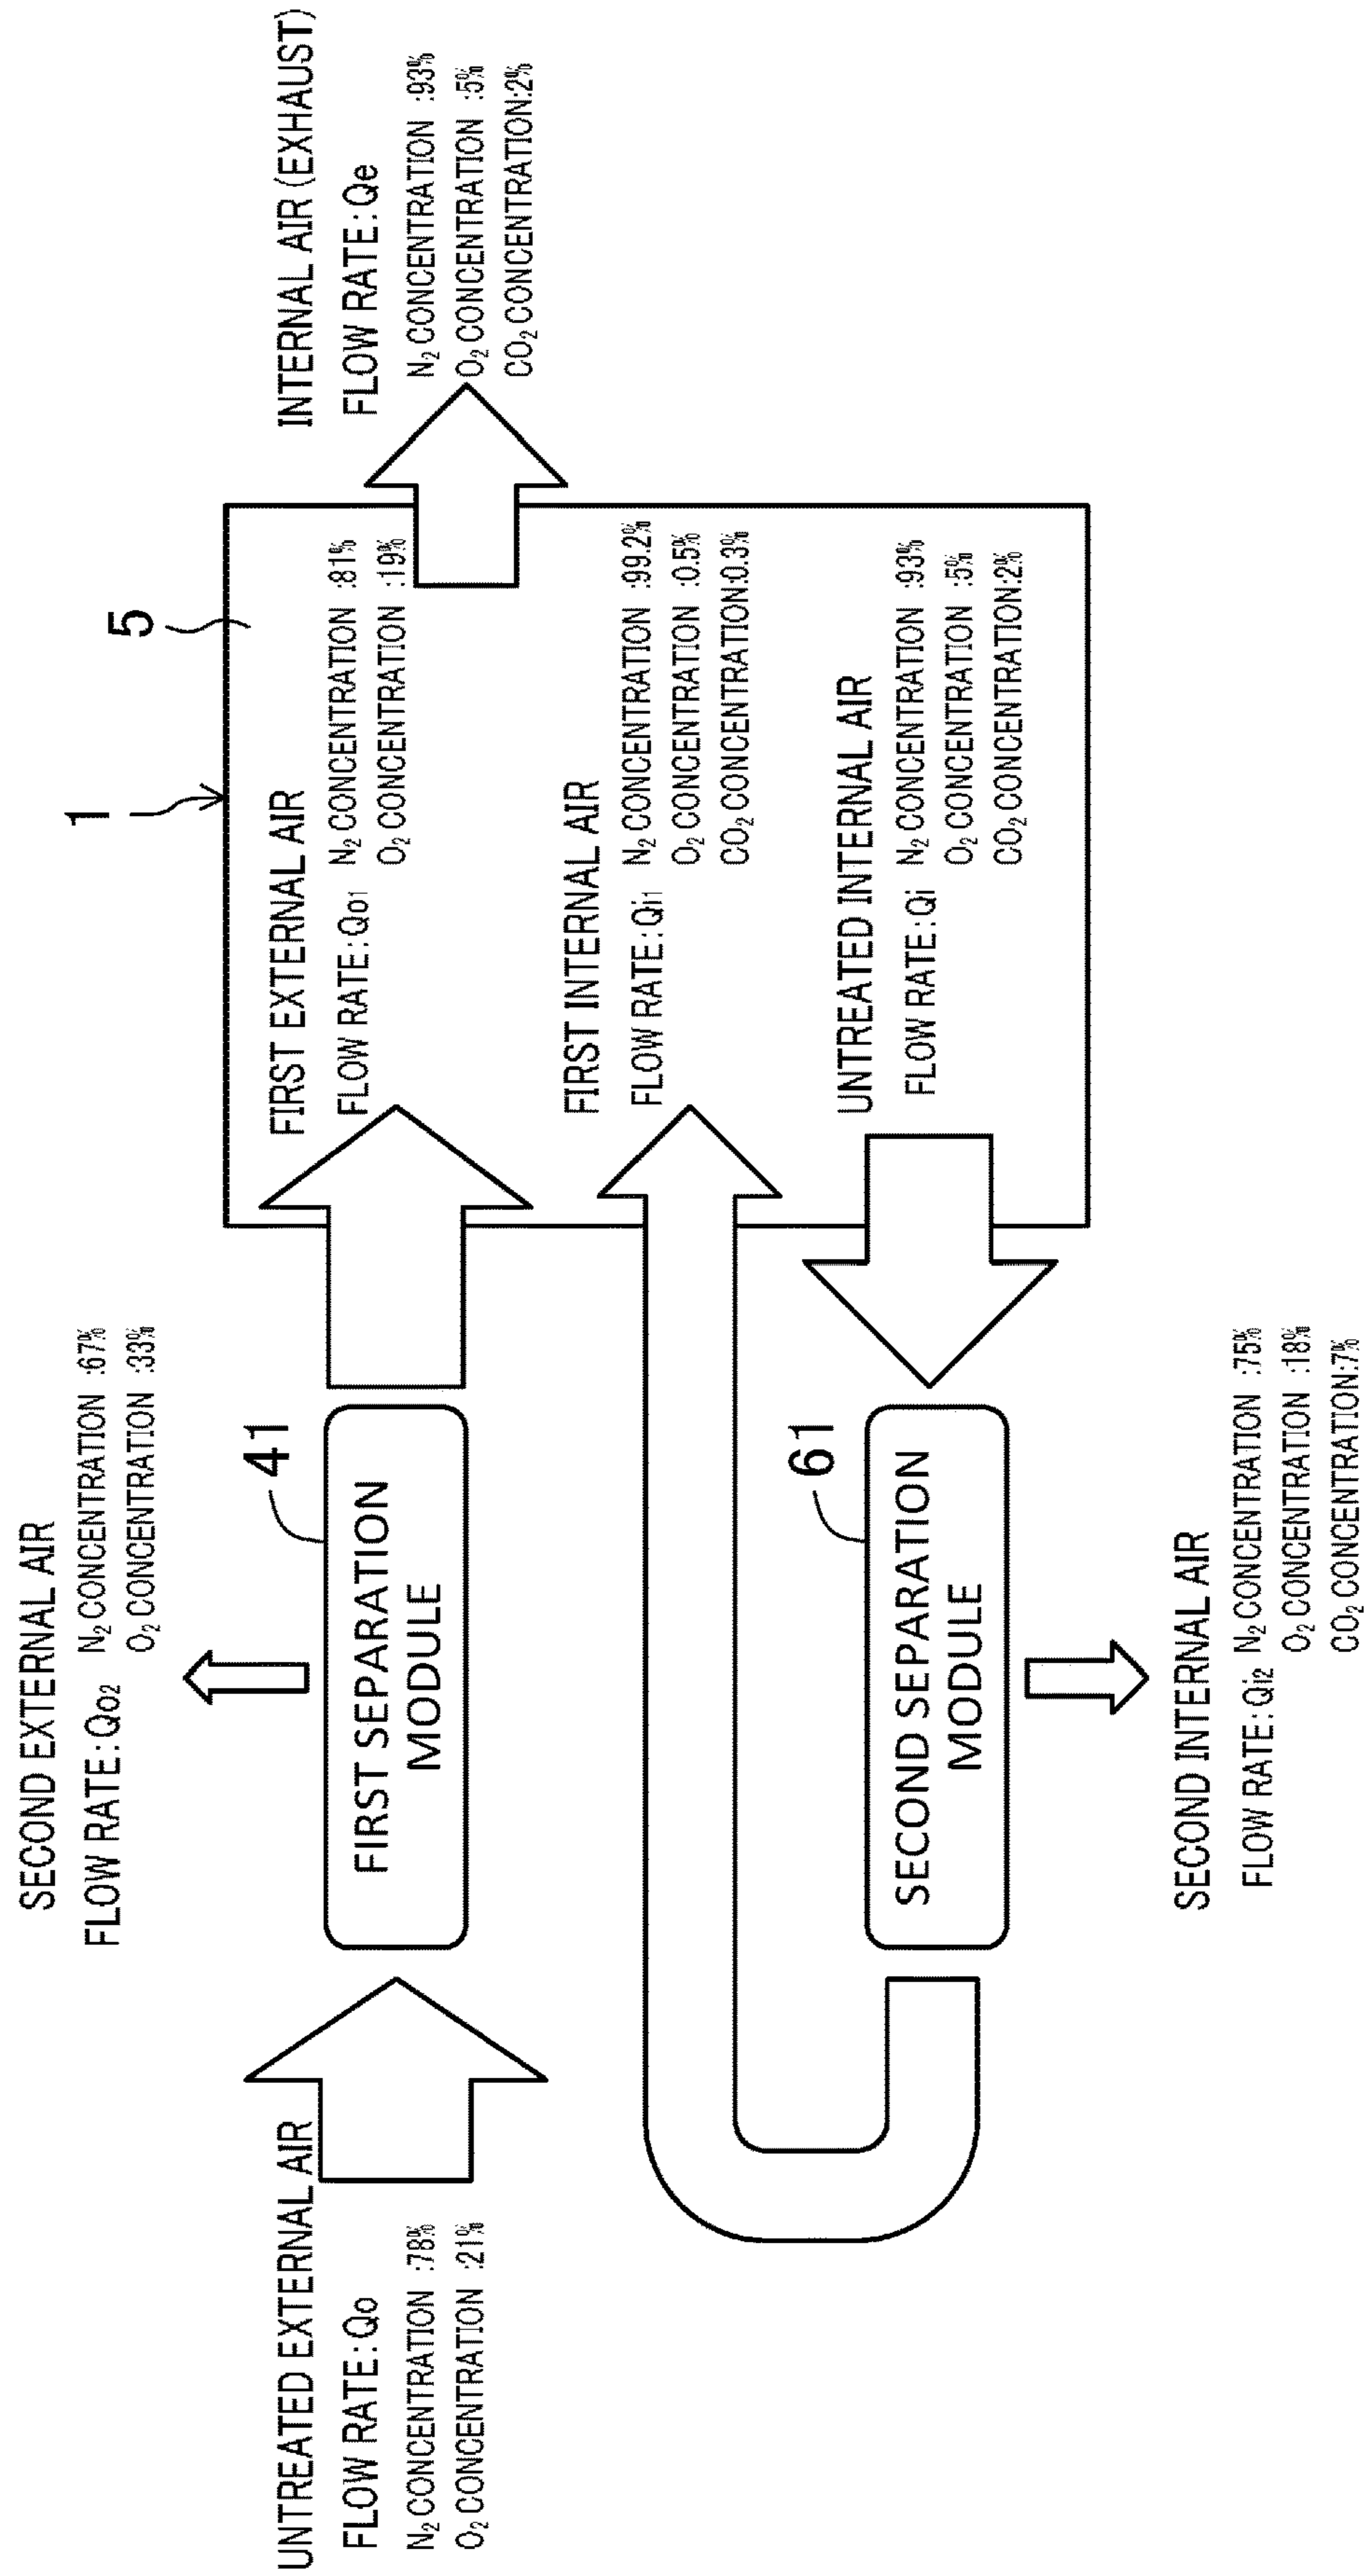 SECOND EXTERNAL AIR
FLOW RATE:Qo2
N2 CONCENTRATION :67%
O2 CONCENTRATION :33%
UNTREATED EXTERNAL AIR
FLOW RATE:Qo
N2 CONCENTRATION :78%
O2 CONCENTRATION :21%
41
FIRST SEPARATION
MODULE
1
5
FIRST EXTERNAL AIR
FLOW RATE:Qo1
N2 CONCENTRATION :81%
O2 CONCENTRATION :19%
INTERNAL AIR (EXHAUST)
FLOW RATE:Qe
N2 CONCENTRATION :93%
O2 CONCENTRATION :5%
CO2 CONCENTRATION:2%
FIRST INTERNAL AIR
FLOW RATE:Qi1
N2 CONCENTRATION :99.2%
O2 CONCENTRATION :0.5%
CO2 CONCENTRATION:0.3%
UNTREATED INTERNAL AIR
FLOW RATE:Qi
N2 CONCENTRATION :93%
O2 CONCENTRATION :5%
CO2 CONCENTRATION:2%
61
SECOND SEPARATION
MODULE
SECOND INTERNAL AIR
FLOW RATE:Qi2
N2 CONCENTRATION :75%
O2 CONCENTRATION :18%
CO2 CONCENTRATION:7%